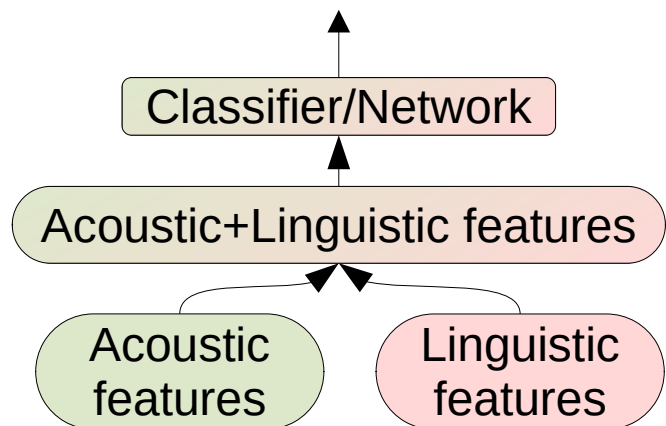 Classifier/Network
Acoustic+Linguistic features
Acoustic
features
Linguistic
features